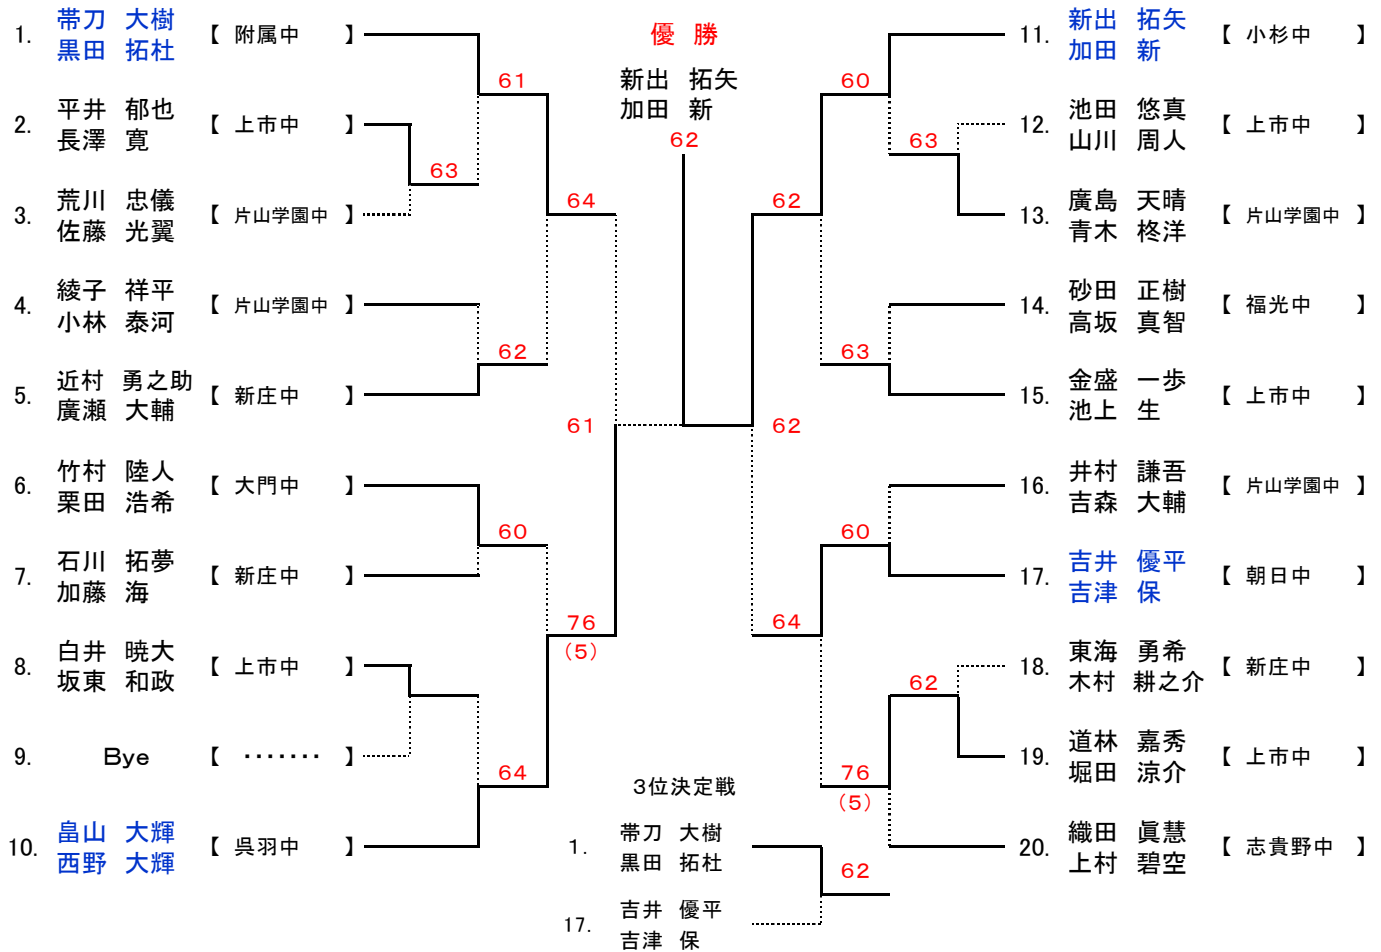 1. 帯刀 大樹
黒田 拓杜
【 附属中 】
2. 平井 郁也
長澤 寛
【 上市中 】
3. 荒川 忠儀
佐藤 光翼
【 片山学園中 】
4. 綾子 祥平
小林 泰河
【 片山学園中 】
5. 近村 勇之助
廣瀬 大輔
【 新庄中 】
6. 竹村 陸人
栗田 浩希
【 大門中 】
7. 石川 拓夢
加藤 海
【 新庄中 】
8. 白井 暁大
坂東 和政
【 上市中 】
9. Bye
【 ・・・・・・・ 】
10. 畠山 大輝
西野 大輝
【 呉羽中 】
61
63
62
60
64
64
76
(5)
61
優 勝
新出 拓矢
加田 新
62
62
62
64
60
63
63
60
62
76
(5)
11. 新出 拓矢
加田 新
【 小杉中 】
12. 池田 悠真
山川 周人
【 上市中 】
13. 廣島 天晴
青木 柊洋
【 片山学園中 】
14. 砂田 正樹
高坂 真智
【 福光中 】
15. 金盛 一歩
池上 生
【 上市中 】
16. 井村 謙吾
吉森 大輔
【 片山学園中 】
17. 吉井 優平
吉津 保
【 朝日中 】
18. 東海 勇希
木村 耕之介
【 新庄中 】
19. 道林 嘉秀
堀田 涼介
【 上市中 】
20. 織田 眞慧
上村 碧空
【 志貴野中 】
3位決定戦
1. 帯刀 大樹
黒田 拓杜
62
17. 吉井 優平
吉津 保